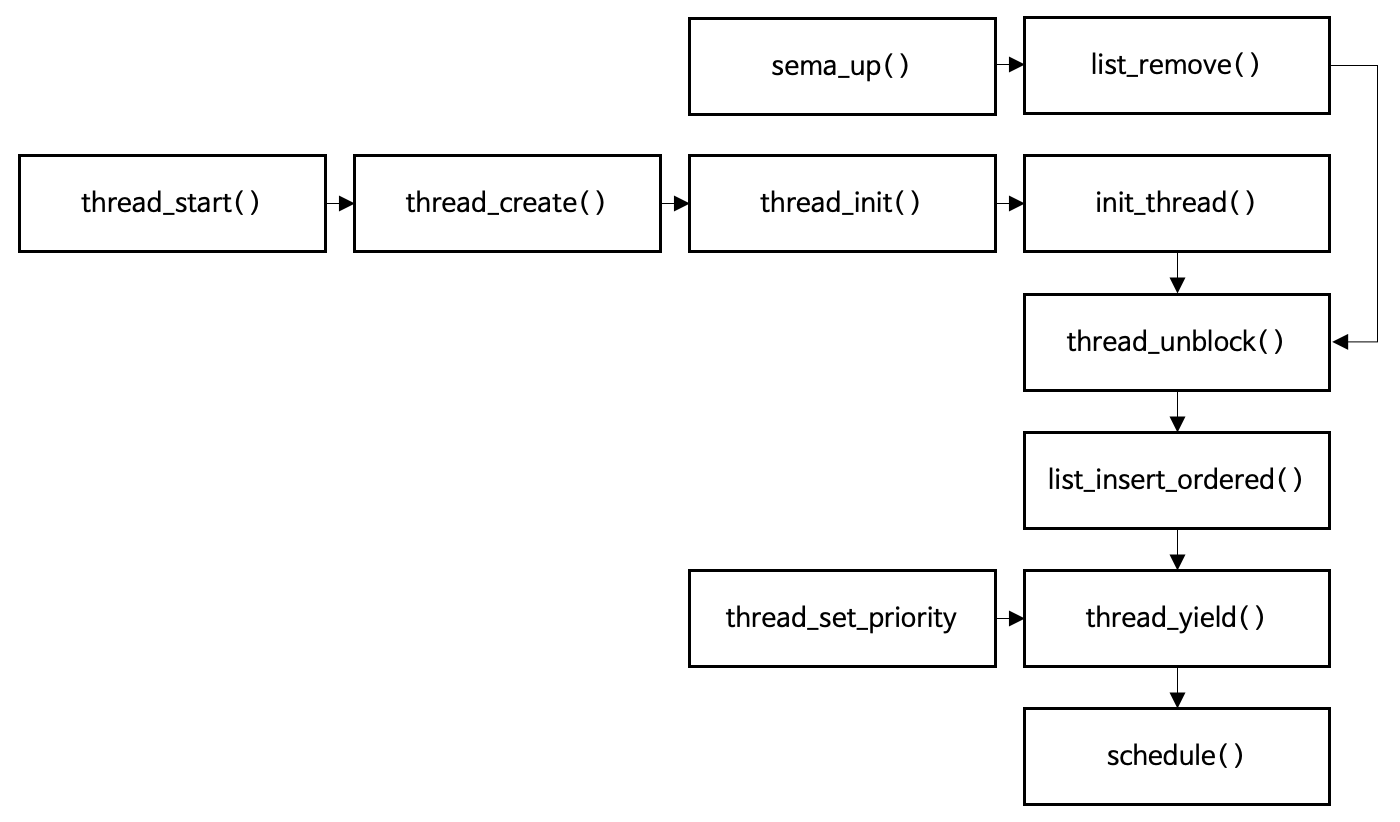 sema_up()
list_remove()
thread_start()
thread_create()
thread_init()
init_thread()
thread_unblock()
list_insert_ordered()
thread_set_priority
thread_yield()
schedule()